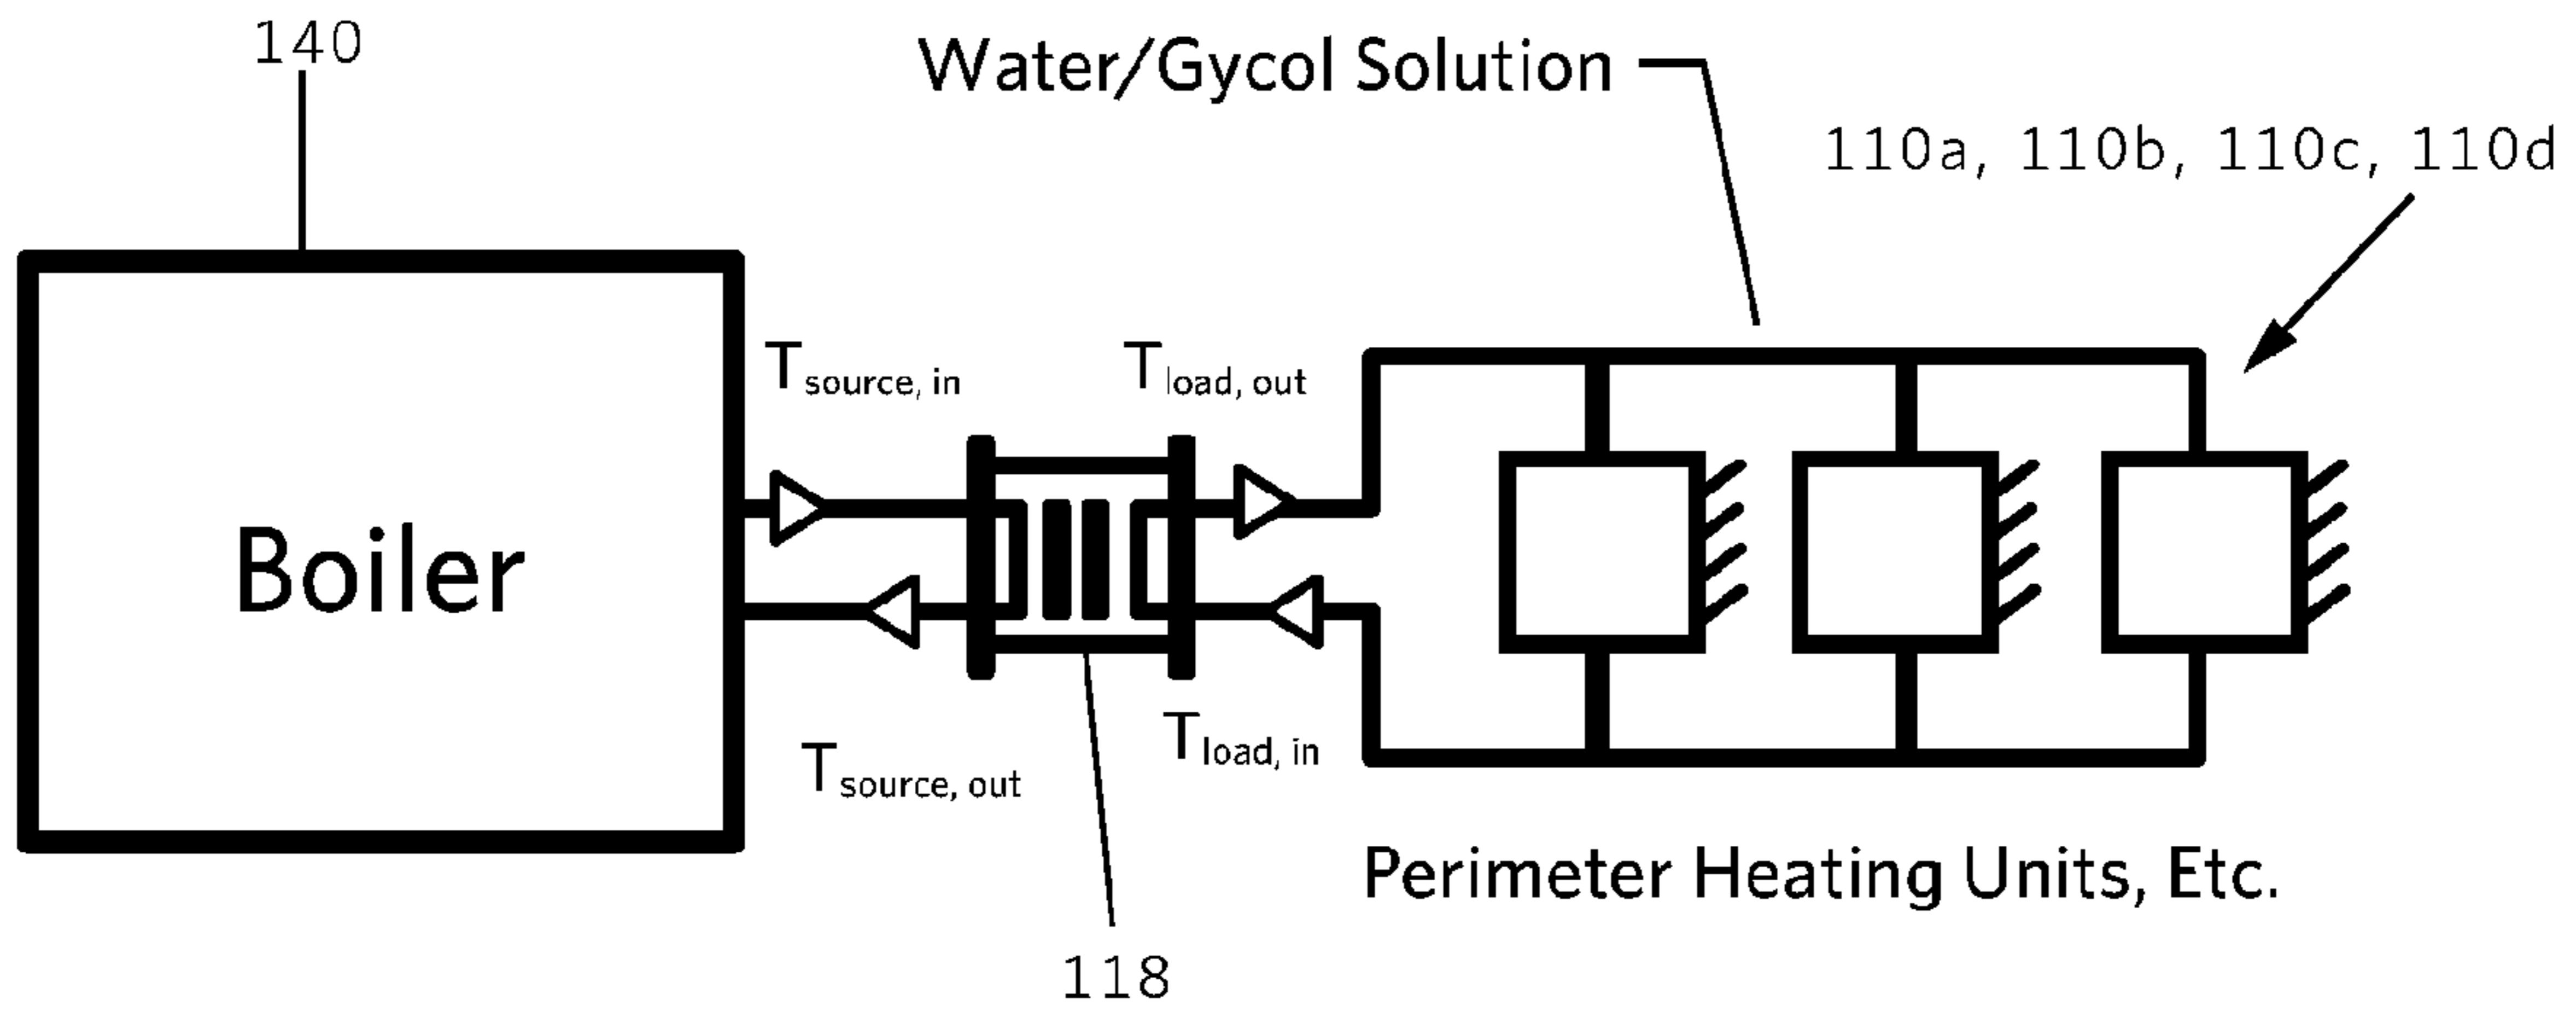 140
Water/Gycol Solution
110a, 110b, 110c, 110d
Tsource, in
Tload, out
Boiler
Tsource, out
Tload, in
Perimeter Heating Units, Etc.
118